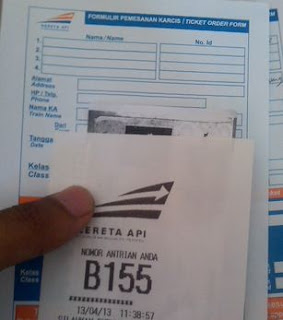 KERETA API
FORMULIR PEMESANAN KARCIS / TICKET ORDER FORM
Nama / Name
No. Id
1.
2.
3.
4.
Alamat
Address
HP / Telp.
Phone
Nama KA
Train Name
Dari
Date
Kelas
Class
KERETA API
NOMOR ANTRIAN ANDA
B155
13/04/13 11:38:57
Kelas
Class